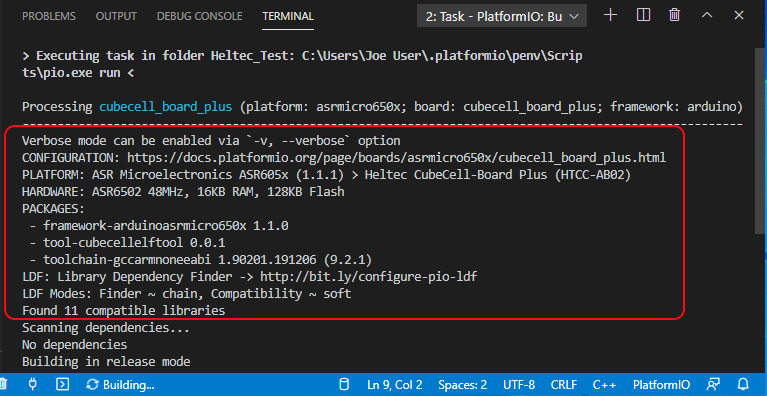 PROBLEMS OUTPUT DEBUG CONSOLE TERMINAL 2: Task - PlatformIO: Bu
> Executing task in folder Heltec_Test: C:\Users\Joe User\.platformio\penv\Scrip
ts\pio.exe run <
Processing cubecell_board_plus (platform: asrmicro650x; board: cubecell_board_plus; framework: arduino)
--------------------------------------------------------------------------------------------------------
Verbose mode can be enabled via `-v, --verbose` option
CONFIGURATION: https://docs.platformio.org/page/boards/asrmicro650x/cubecell_board_plus.html
PLATFORM: ASR Microelectronics ASR605x (1.1.1) > Heltec CubeCell-Board Plus (HTCC-AB02)
HARDWARE: ASR6502 48MHz, 16KB RAM, 128KB Flash
PACKAGES:
- framework-arduinoasrmicro650x 1.1.0
- tool-cubecellelftool 0.0.1
- toolchain-gccarmnoneeabi 1.90201.191206 (9.2.1)
LDF: Library Dependency Finder -> http://bit.ly/configure-pio-ldf
LDF Modes: Finder ~ chain, Compatibility ~ soft
Found 11 compatible libraries
Scanning dependencies...
No dependencies
Building in release mode
Building... Ln 9, Col 2 Spaces: 2 UTF-8 CRLF C++ PlatformIO